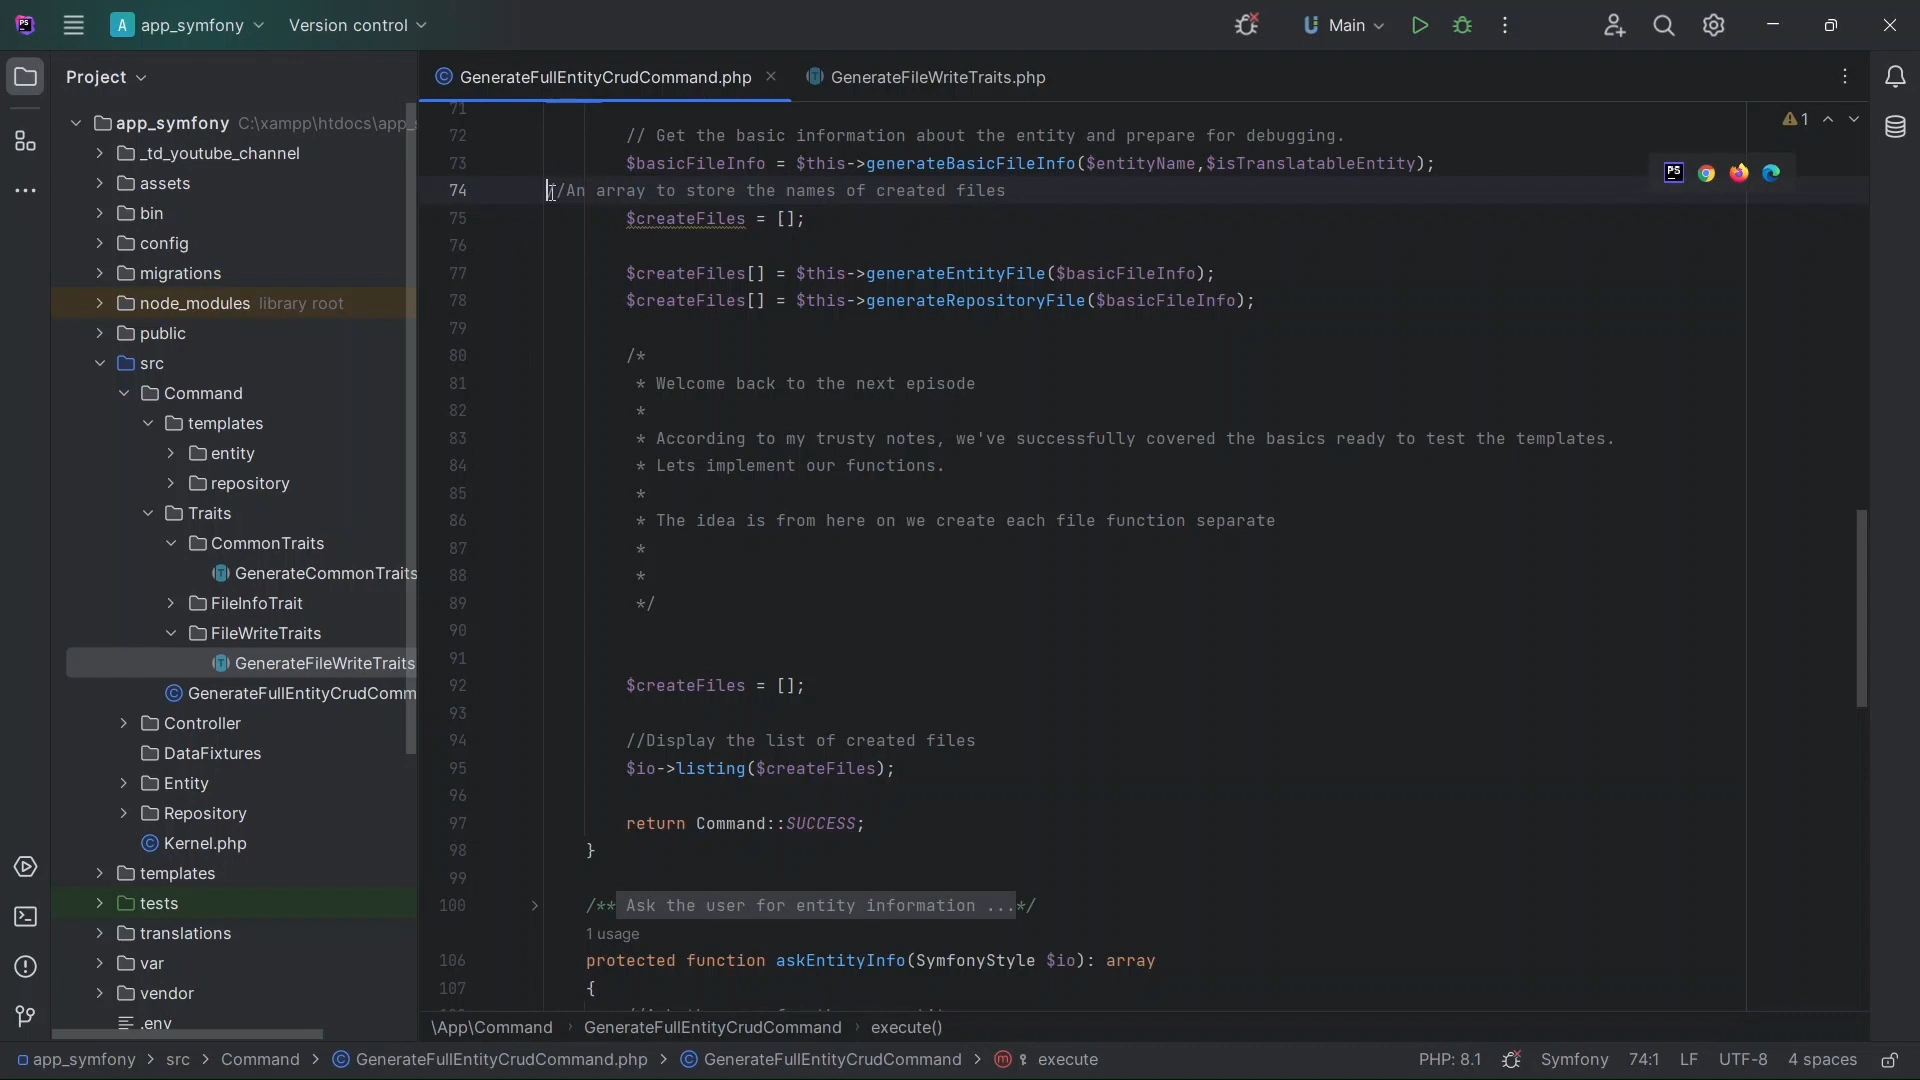 PS
A app_symfony
Version control
Main
Project
GenerateFullEntityCrudCommand.php
GenerateFileWriteTraits.php
app_symfony C:\xampp\htdocs\app_s
_td_youtube_channel
assets
bin
config
migrations
node_modules library root
public
src
Command
templates
entity
repository
Traits
CommonTraits
GenerateCommonTraits
FileInfoTrait
FileWriteTraits
GenerateFileWriteTraits
GenerateFullEntityCrudComm
Controller
DataFixtures
Entity
Repository
Kernel.php
templates
tests
translations
var
vendor
.env
1
71
72 // Get the basic information about the entity and prepare for debugging.
73 $basicFileInfo = $this->generateBasicFileInfo($entityName,$isTranslatableEntity);
PS
74 //An array to store the names of created files
75 $createFiles = [];
76
77 $createFiles[] = $this->generateEntityFile($basicFileInfo);
78 $createFiles[] = $this->generateRepositoryFile($basicFileInfo);
79
80 /*
81 * Welcome back to the next episode
82 *
83 * According to my trusty notes, we've successfully covered the basics ready to test the templates.
84 * Lets implement our functions.
85 *
86 * The idea is from here on we create each file function separate
87 *
88 *
89 */
90
91
92 $createFiles = [];
93
94 //Display the list of created files
95 $io->listing($createFiles);
96
97 return Command::SUCCESS;
98 }
99
100 /** Ask the user for entity information ...*/
1 usage
106 protected function askEntityInfo(SymfonyStyle $io): array
107 {
\App\Command › GenerateFullEntityCrudCommand › execute()
app_symfony > src > Command > GenerateFullEntityCrudCommand.php > GenerateFullEntityCrudCommand > m execute
PHP: 8.1 Symfony 74:1 LF UTF-8 4 spaces